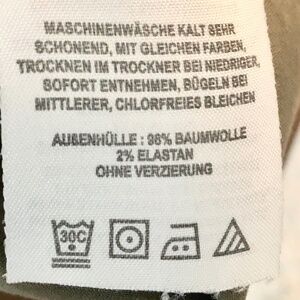 MASCHINENWÄSCHE KALT SEHR
SCHONEND, MIT GLEICHEN FARBEN,
TROCKNEN IM TROCKNER BEI NIEDRIGER,
SOFORT ENTNEHMEN, BÜGELN BEI
MITTLERER, CHLORFREIES BLEICHEN
AUßENHÜLLE : 98% BAUMWOLLE
2% ELASTAN
OHNE VERZIERUNG
30C